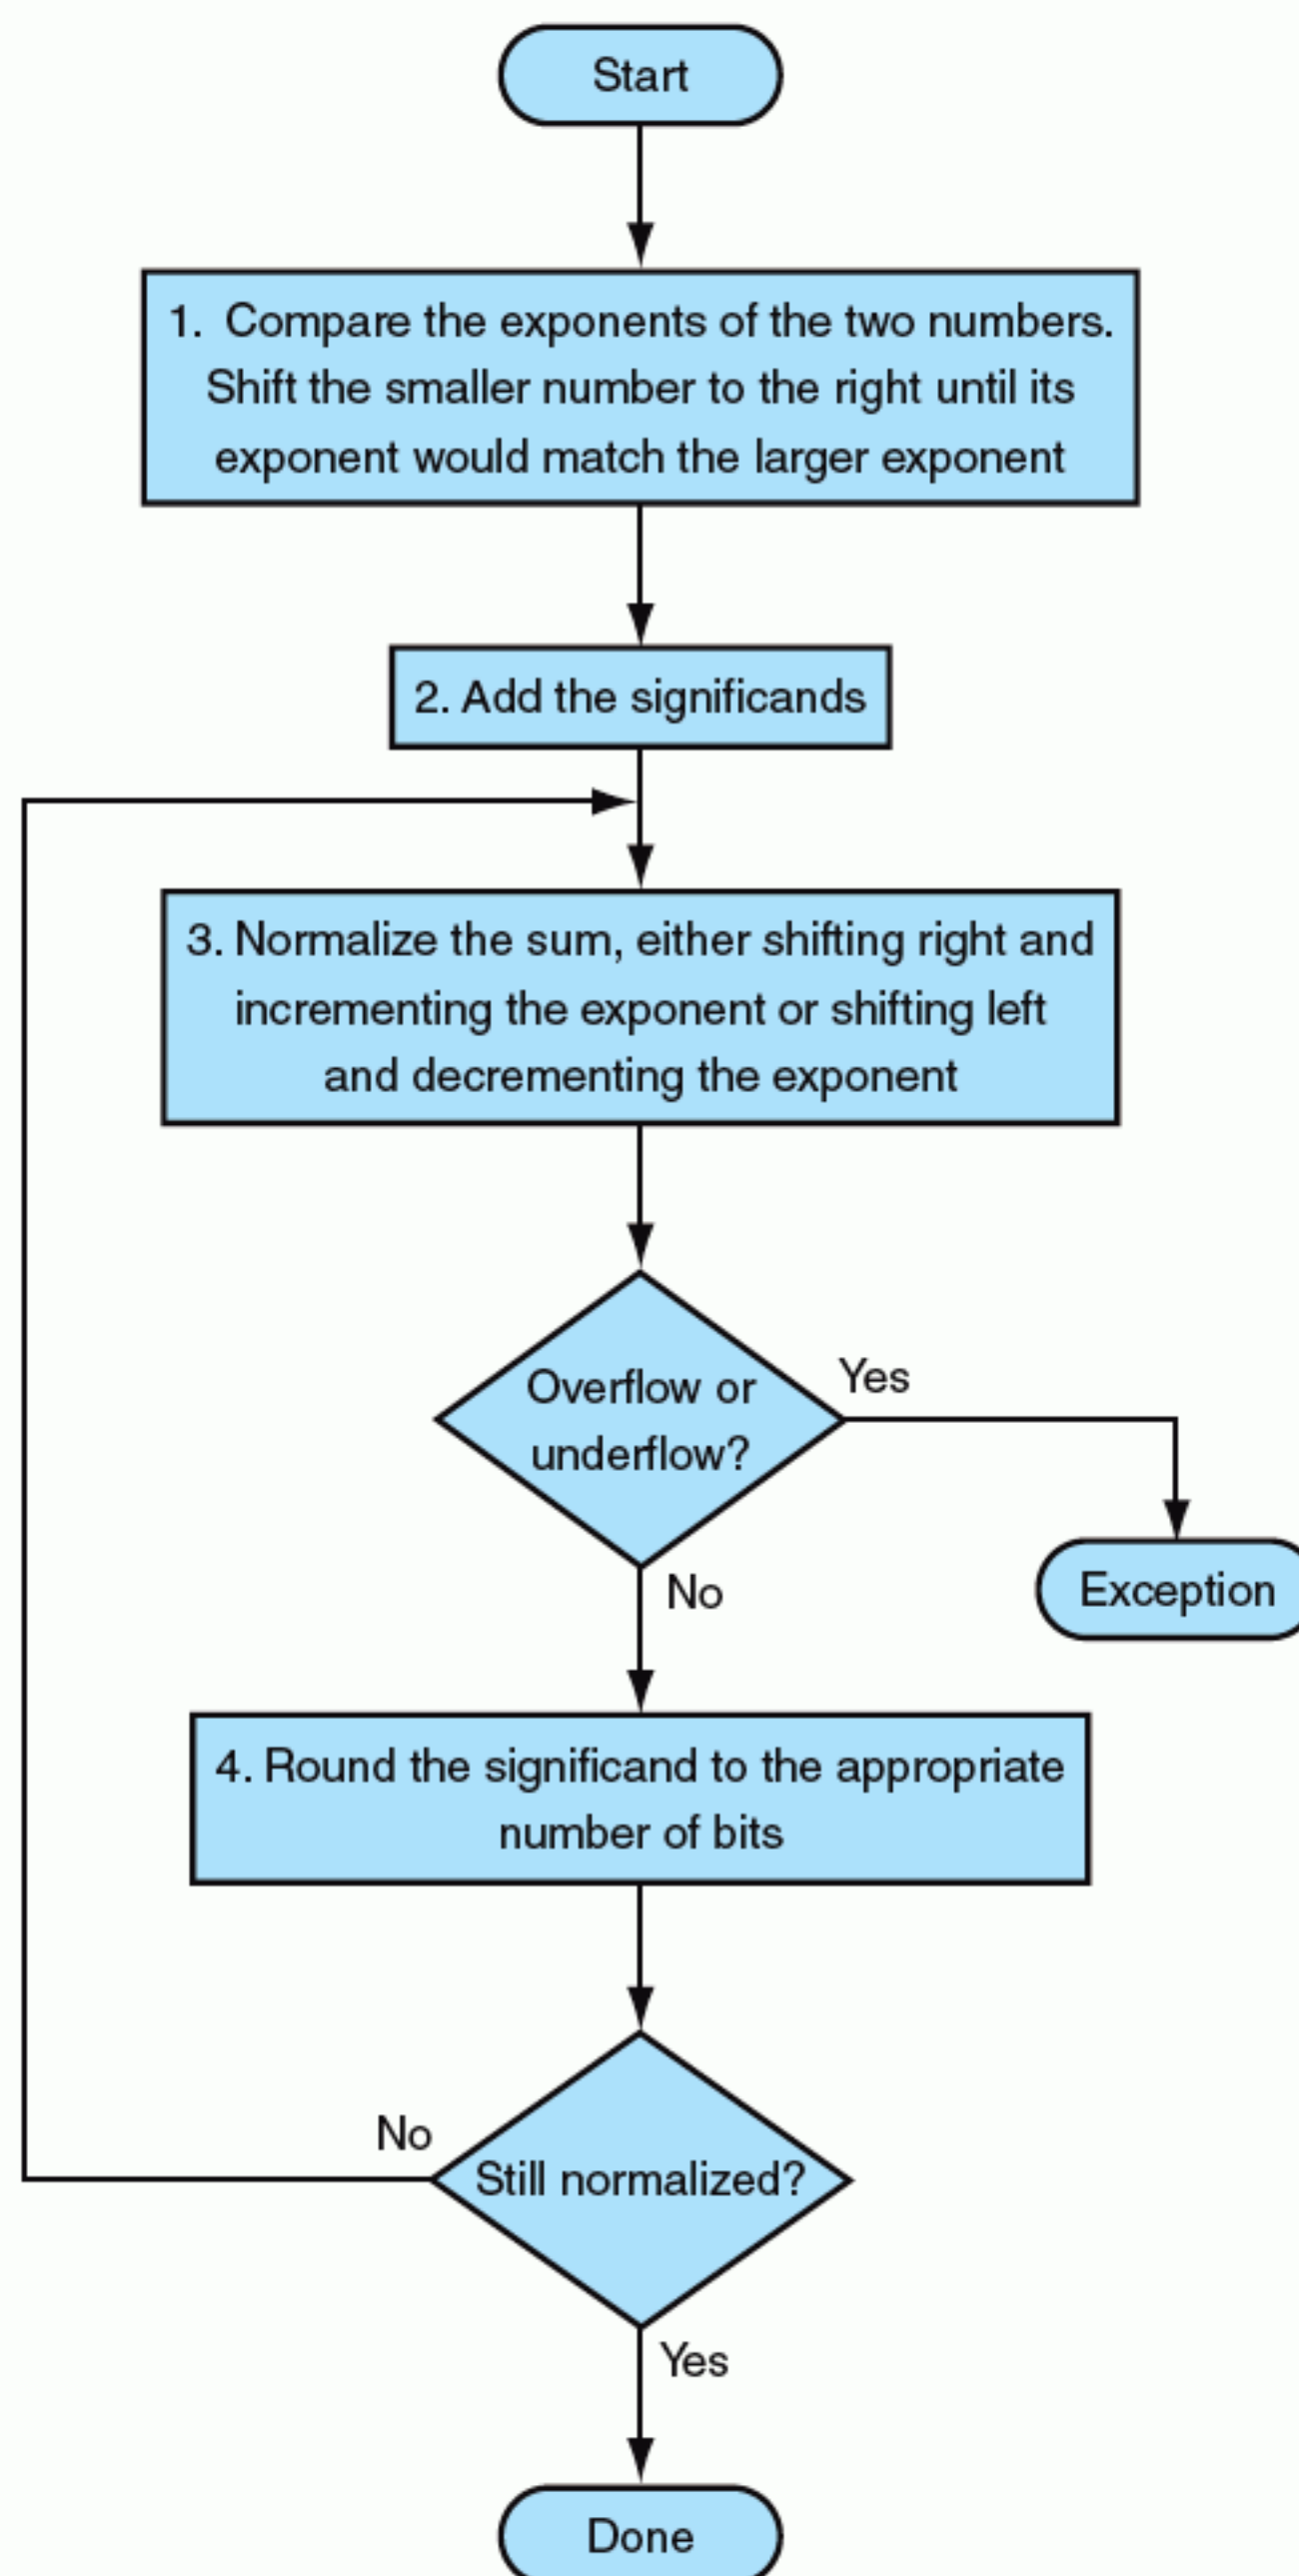 Start
1. Compare the exponents of the two numbers.
Shift the smaller number to the right until its
exponent would match the larger exponent
2. Add the significands
3. Normalize the sum, either shifting right and
incrementing the exponent or shifting left
and decrementing the exponent
Overflow or
underflow?
Yes
No
Exception
4. Round the significand to the appropriate
number of bits
No
Still normalized?
Yes
Done